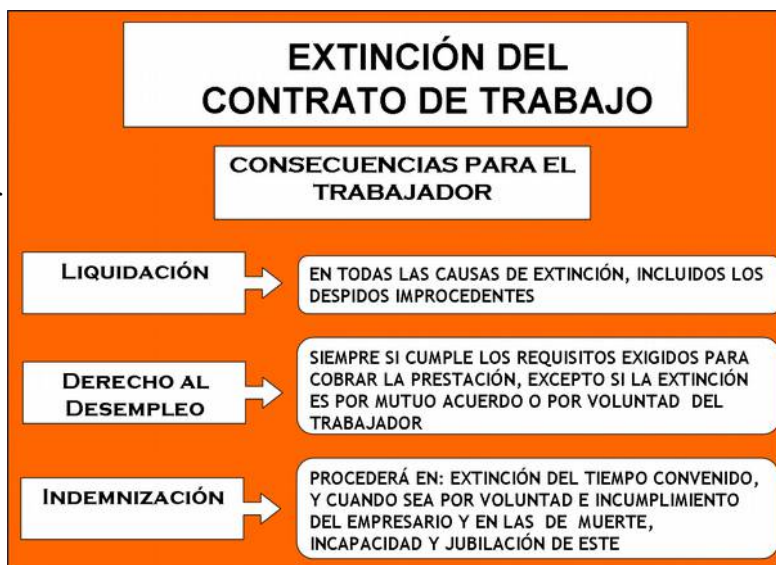 EXTINCIÓN DEL
CONTRATO DE TRABAJO
CONSECUENCIAS PARA EL
TRABAJADOR
LIQUIDACIÓN
EN TODAS LAS CAUSAS DE EXTINCIÓN, INCLUIDOS LOS
DESPIDOS IMPROCEDENTES
DERECHO AL
DESEMPLEO
SIEMPRE SI CUMPLE LOS REQUISITOS EXIGIDOS PARA
COBRAR LA PRESTACIÓN, EXCEPTO SI LA EXTINCIÓN
ES POR MUTUO ACUERDO O POR VOLUNTAD DEL
TRABAJADOR
INDEMNIZACIÓN
PROCEDERÁ EN: EXTINCIÓN DEL TIEMPO CONVENIDO,
Y CUANDO SEA POR VOLUNTAD E INCUMPLIMIENTO
DEL EMPRESARIO Y EN LAS DE MUERTE,
INCAPACIDAD Y JUBILACIÓN DE ESTE